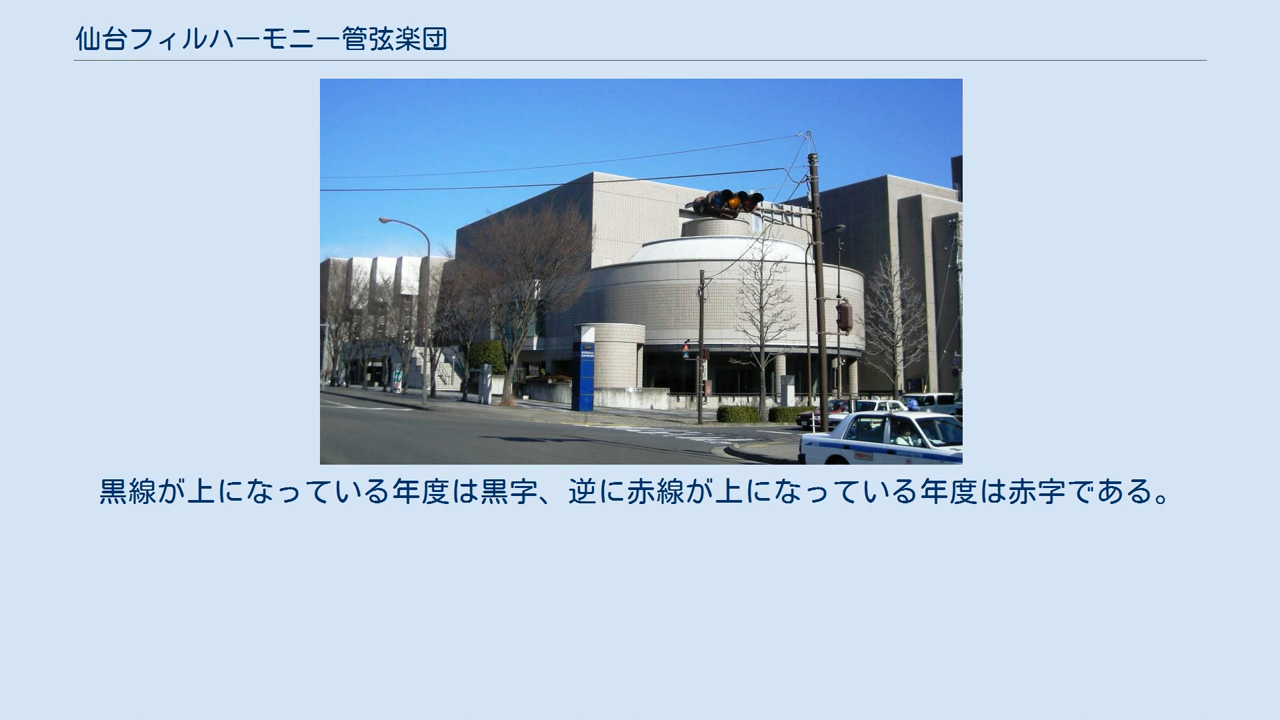 仙台フィルハーモニー管弦楽団
黒線が上になっている年度は黒字、逆に赤線が上になっている年度は赤字である。